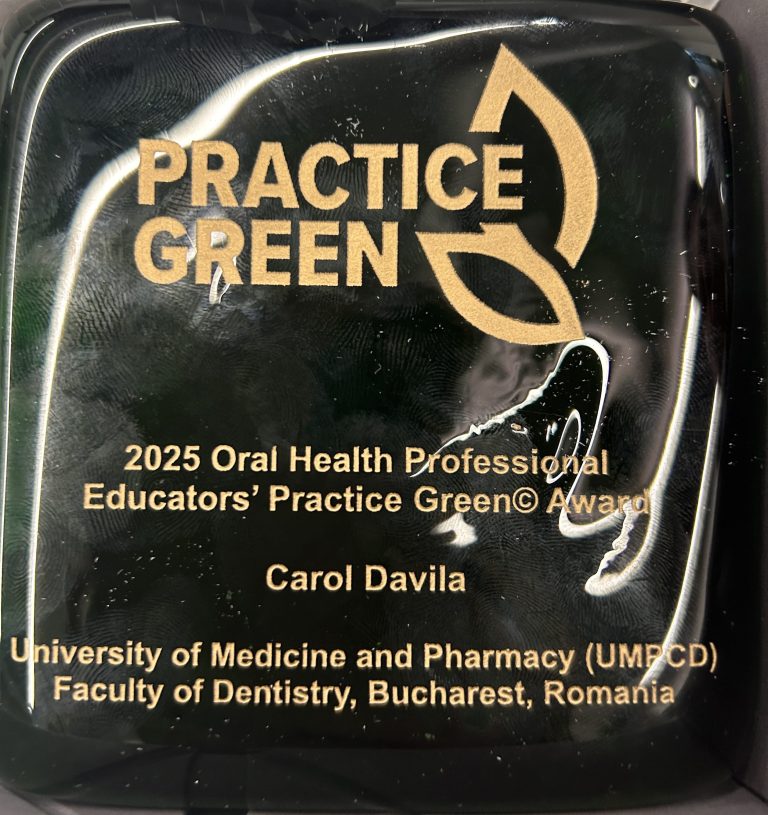 PRACTICE
GREEN
2025 Oral Health Professional
Educators’ Practice Green© Award
Carol Davila
University of Medicine and Pharmacy (UMPCD)
Faculty of Dentistry, Bucharest, Romania